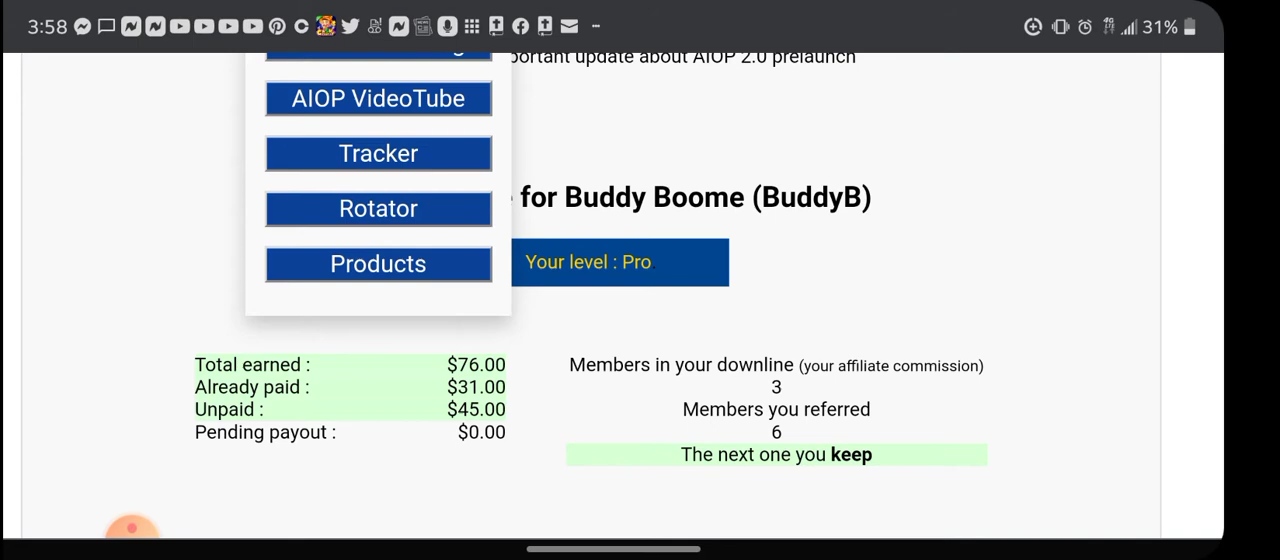 3:58
31%
portant update about AIOP 2.0 prelaunch
AIOP VideoTube
Tracker
Rotator
Products
for Buddy Boome (BuddyB)
Your level : Pro
Total earned : $76.00
Already paid : $31.00
Unpaid : $45.00
Pending payout : $0.00
Members in your downline (your affiliate commission)
3
Members you referred
6
The next one you keep